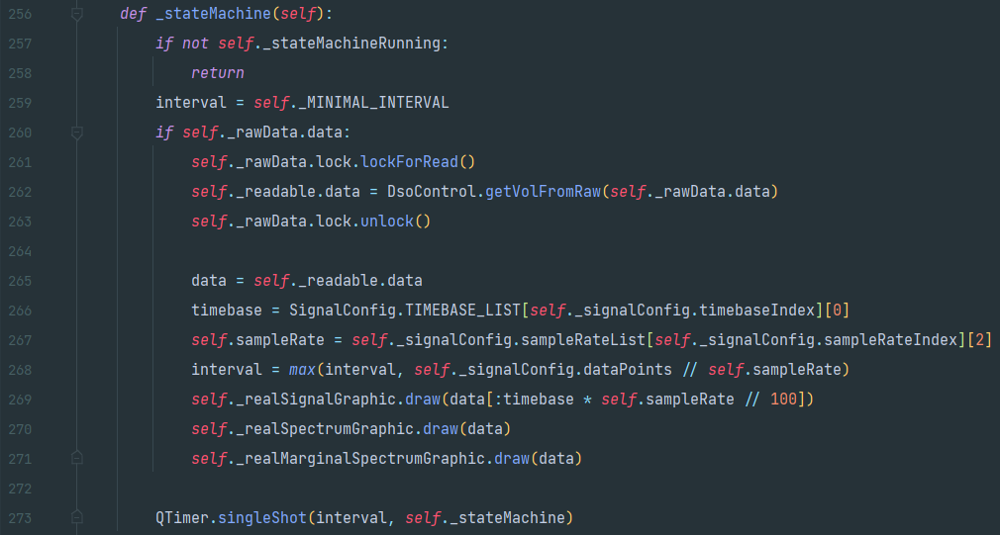 256 def _stateMachine(self):
257 if not self._stateMachineRunning:
258 return
259 interval = self._MINIMAL_INTERVAL
260 if self._rawData.data:
261 self._rawData.lock.lockForRead()
262 self._readable.data = DsoControl.getVolFromRaw(self._rawData.data)
263 self._rawData.lock.unlock()
264
265 data = self._readable.data
266 timebase = SignalConfig.TIMEBASE_LIST[self._signalConfig.timebaseIndex][0]
267 self.sampleRate = self._signalConfig.sampleRateList[self._signalConfig.sampleRateIndex][2]
268 interval = max(interval, self._signalConfig.dataPoints // self.sampleRate)
269 self._realSignalGraphic.draw(data[:timebase * self.sampleRate // 100])
270 self._realSpectrumGraphic.draw(data)
271 self._realMarginalSpectrumGraphic.draw(data)
272
273 QTimer.singleShot(interval, self._stateMachine)